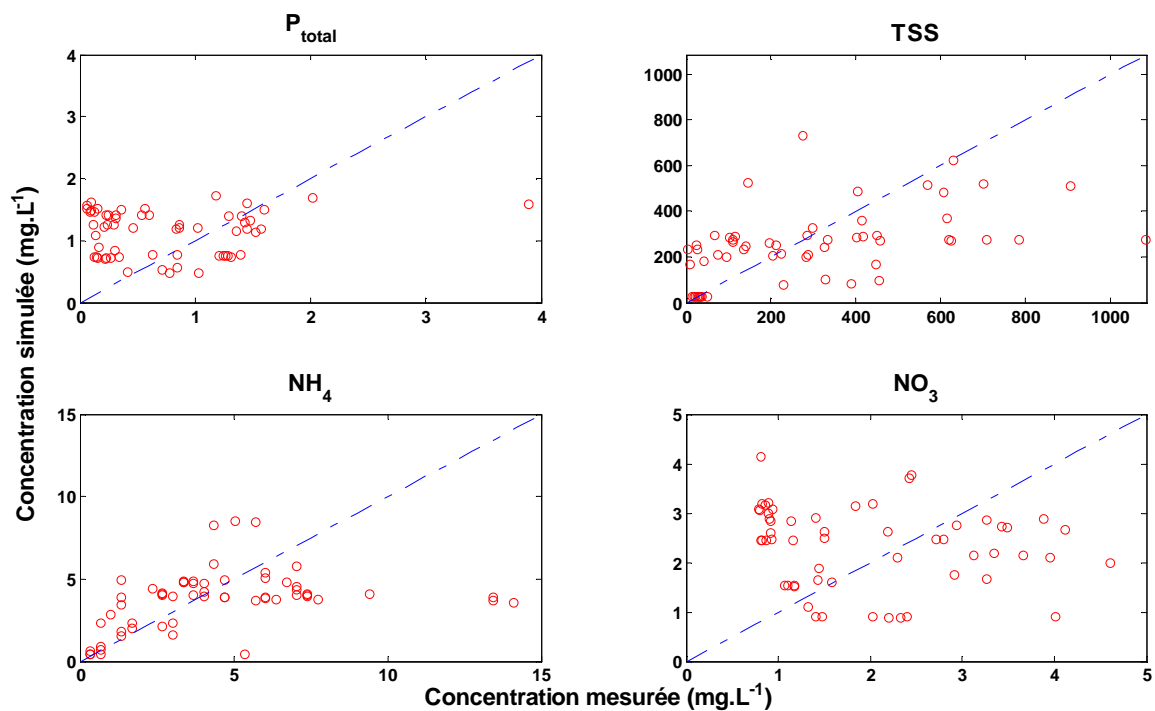 P_total
TSS
4
3
2
1
0
0 1 2 3 4
1000
800
600
400
200
0
0 200 400 600 800 1000
Concentration simulée (mg.L⁻¹)
NH₄
NO₃
15
10
5
0
0 5 10 15
5
4
3
2
1
0
0 1 2 3 4 5
Concentration mesurée (mg.L⁻¹)